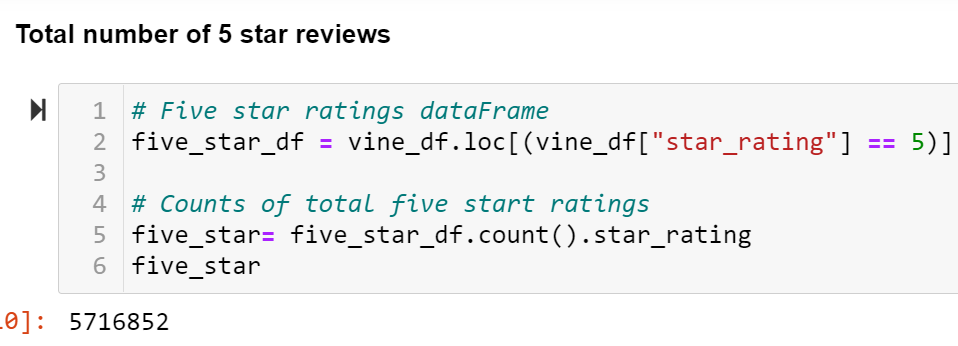 Total number of 5 star reviews
1 # Five star ratings dataFrame
2 five_star_df = vine_df.loc[(vine_df["star_rating"] == 5)]
3
4 # Counts of total five start ratings
5 five_star= five_star_df.count().star_rating
6 five_star
0]: 5716852